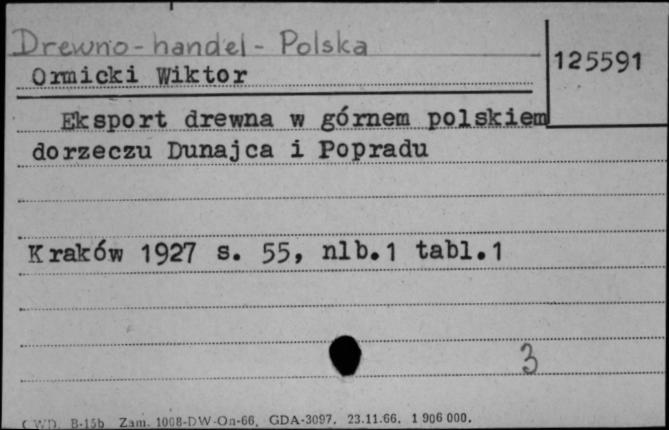 Drewno - handel - Polska
125591
Ormicki Wiktor
Eksport drewna w górnem polskiem
dorzeczu Dunajca i Popradu
Kraków 1927 s. 55, nlb.1 tabl.1
3
CWD. B-15b Zam. 1008-DW-On-66. GDA-3097. 23.11.66. 1 906 000.